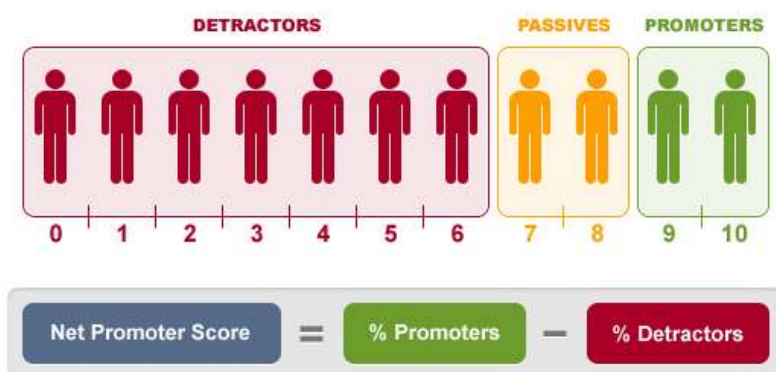 DETRACTORS PASSIVES PROMOTERS
0 1 2 3 4 5 6 7 8 9 10
Net Promoter Score = % Promoters − % Detractors